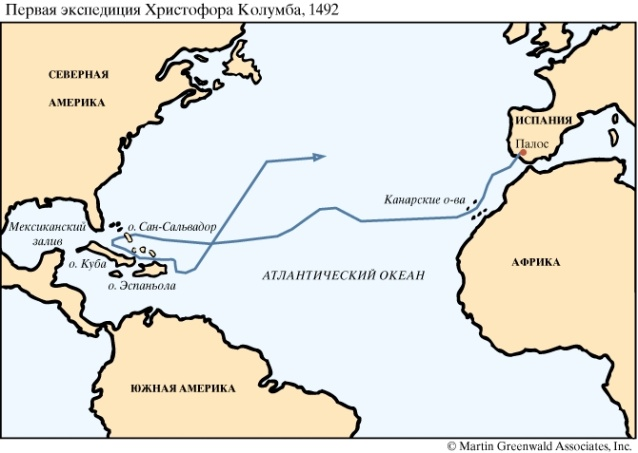 Первая экспедиция Христофора Колумба, 1492
СЕВЕРНАЯ
АМЕРИКА
ИСПАНИЯ
Палос
Канарские о-ва
Мексиканский
залив
о. Сан-Сальвадор
о. Куба
о. Эспаньола
АТЛАНТИЧЕСКИЙ ОКЕАН
АФРИКА
ЮЖНАЯ АМЕРИКА
© Martin Greenwald Associates, Inc.